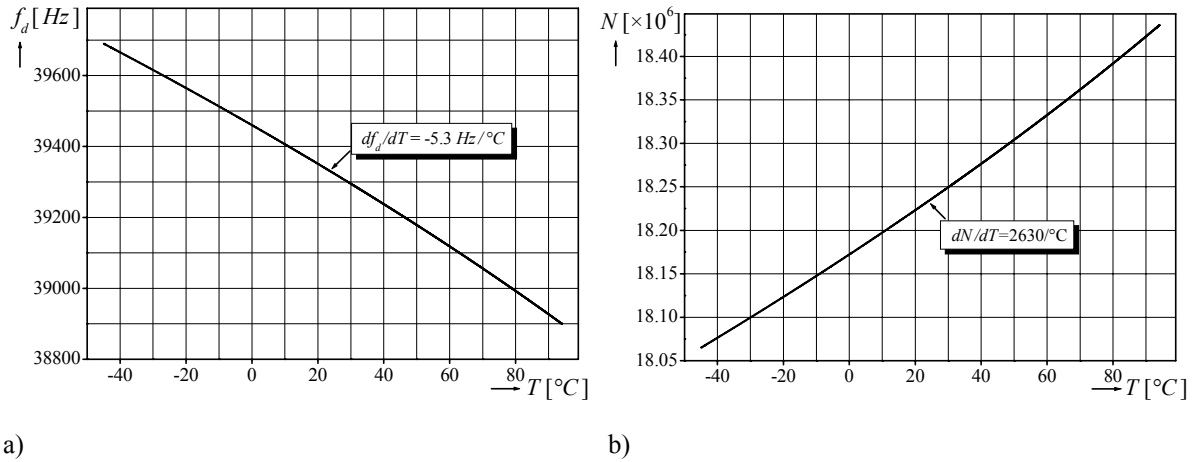 f_d [Hz]
39600
39400
39200
39000
38800
-40 -20 0 20 40 60 80
T [°C]
df_d/dT = -5.3 Hz/°C
a)
N [×10⁶]
18.40
18.35
18.30
18.25
18.20
18.15
18.10
18.05
-40 -20 0 20 40 60 80
T [°C]
dN/dT=2630/°C
b)